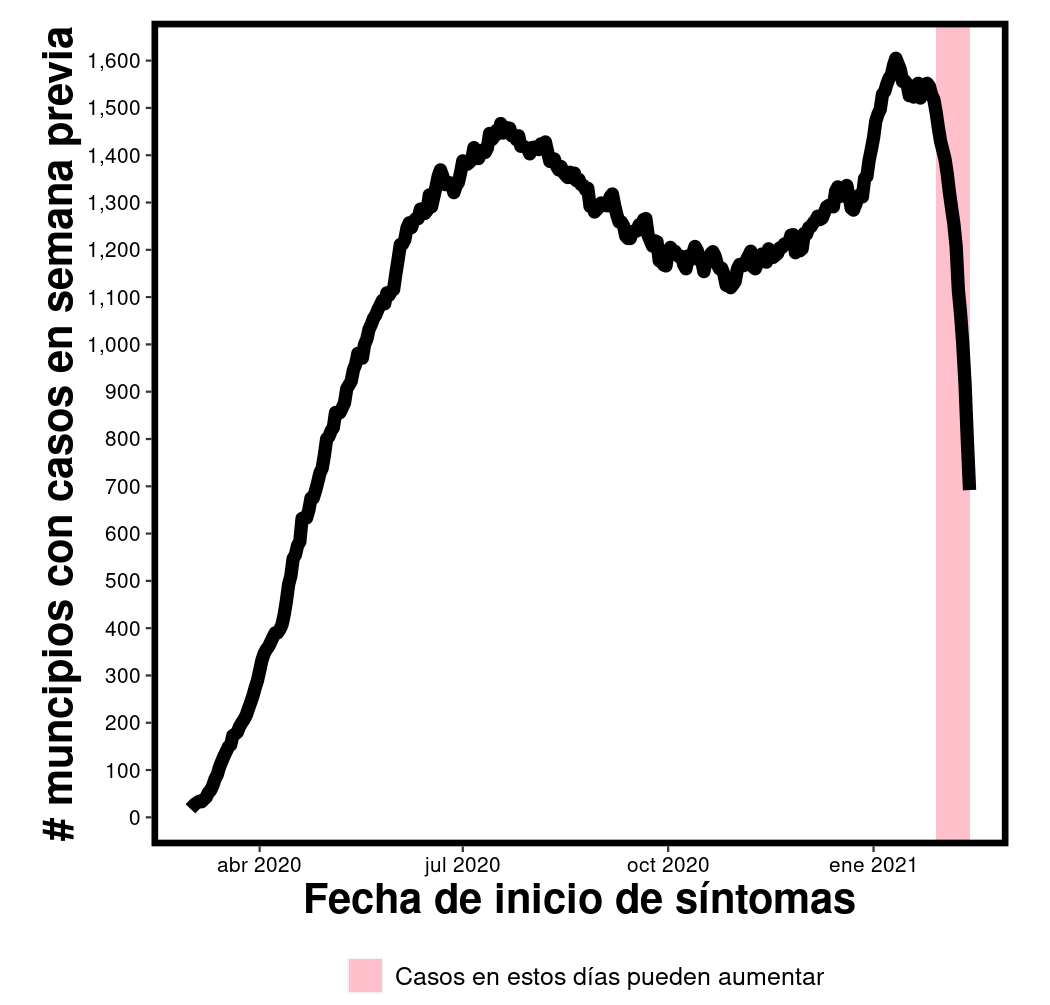 # muncipios con casos en semana previa
1,600
1,500
1,400
1,300
1,200
1,100
1,000
900
800
700
600
500
400
300
200
100
0
abr 2020
jul 2020
oct 2020
ene 2021
Fecha de inicio de síntomas
Casos en estos días pueden aumentar